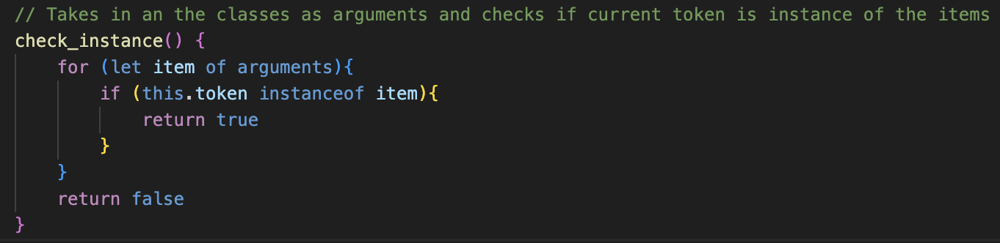 // Takes in an the classes as arguments and checks if current token is instance of the items
check_instance() {
    for (let item of arguments){
        if (this.token instanceof item){
            return true
        }
    }
    return false
}